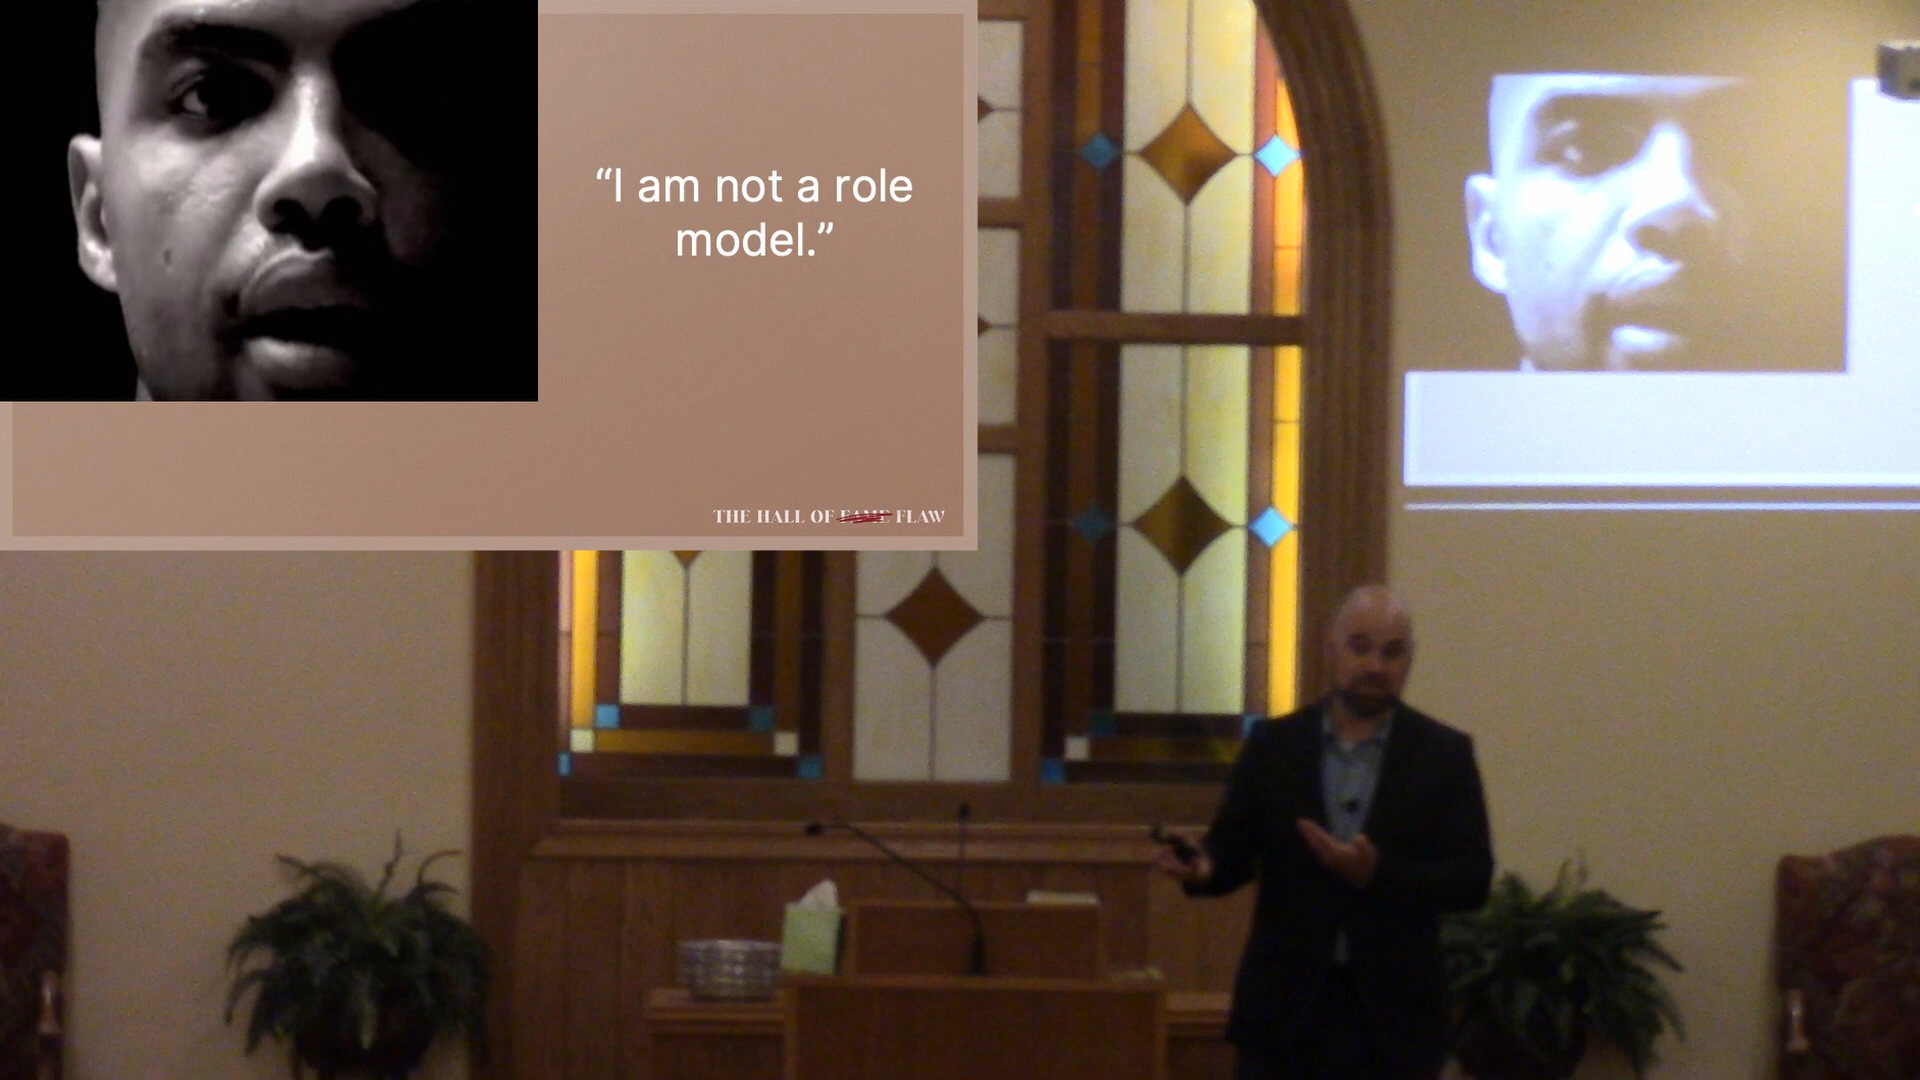 “I am not a role
model.”
THE HALL OF FAME FLAW